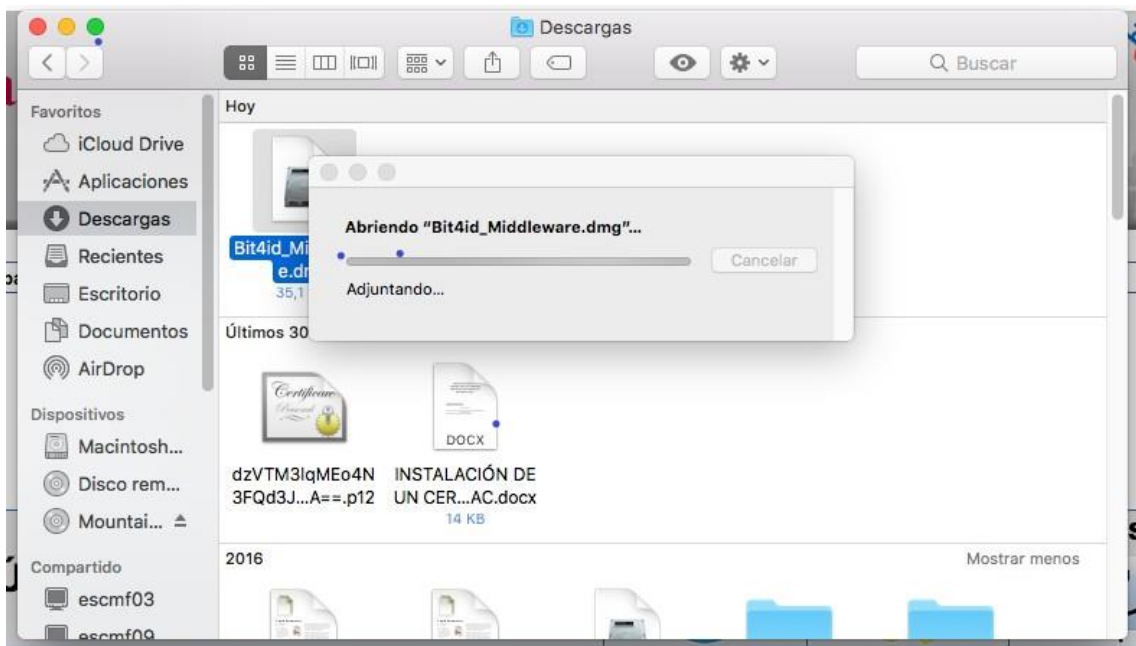 Descargas
Buscar
Favoritos
iCloud Drive
Aplicaciones
Descargas
Recientes
Escritorio
Documentos
AirDrop
Dispositivos
Macintosh...
Disco rem...
Mountai...
Compartido
escmf03
escmf09
Hoy
Bit4id_Mi
e.dr
35,1
Abriendo “Bit4id_Middleware.dmg”...
Cancelar
Adjuntando...
Últimos 30
Certificate
Personal
DOCX
dzVTM3lqMEo4N
3FQd3J...A==.p12
INSTALACIÓN DE
UN CER...AC.docx
14 KB
2016
Mostrar menos